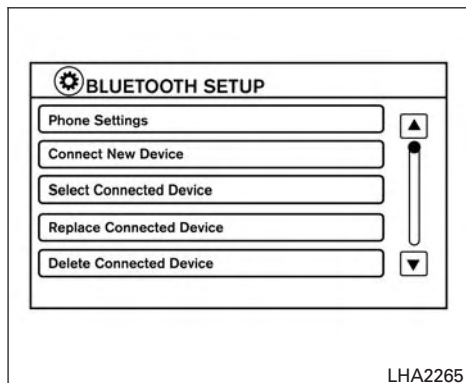 BLUETOOTH SETUP
Phone Settings
Connect New Device
Select Connected Device
Replace Connected Device
Delete Connected Device
LHA2265